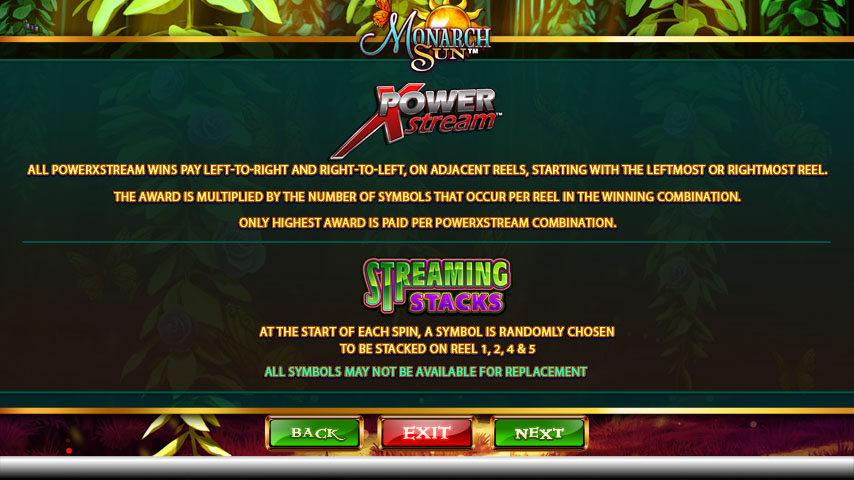 MONARCH
SUN™
POWER
Xstream™
ALL POWERXSTREAM WINS PAY LEFT-TO-RIGHT AND RIGHT-TO-LEFT, ON ADJACENT REELS, STARTING WITH THE LEFTMOST OR RIGHTMOST REEL.
THE AWARD IS MULTIPLIED BY THE NUMBER OF SYMBOLS THAT OCCUR PER REEL IN THE WINNING COMBINATION.
ONLY HIGHEST AWARD IS PAID PER POWERXSTREAM COMBINATION.
STREAMING
STACKS
AT THE START OF EACH SPIN, A SYMBOL IS RANDOMLY CHOSEN
TO BE STACKED ON REEL 1, 2, 4 & 5
ALL SYMBOLS MAY NOT BE AVAILABLE FOR REPLACEMENT
BACK EXIT NEXT